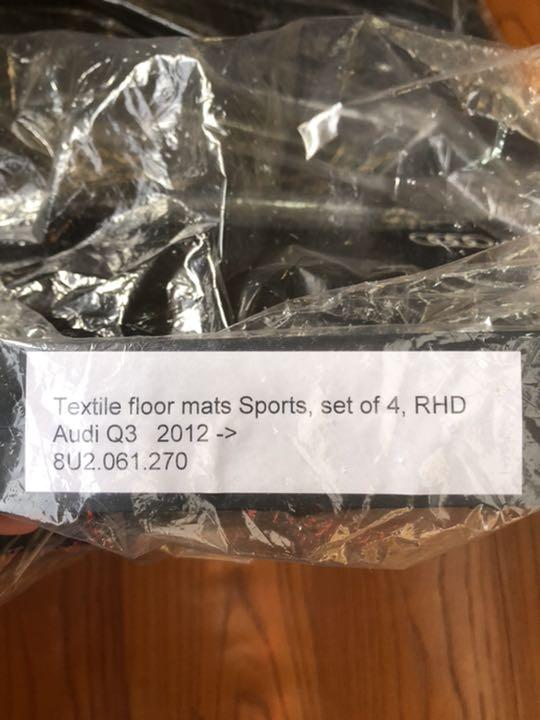 Textile floor mats Sports, set of 4, RHD
Audi Q3 2012 ->
8U2.061.270